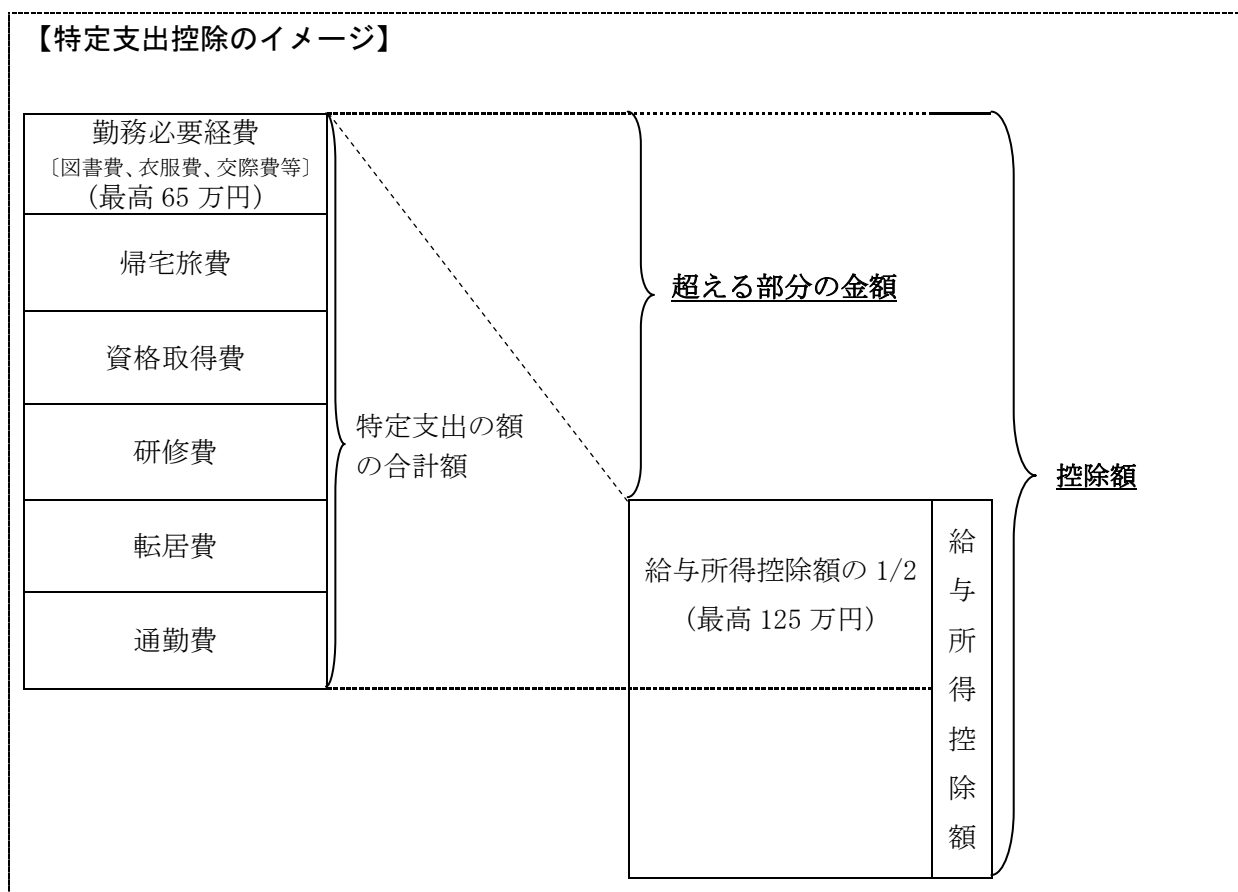 【特定支出控除のイメージ】
勤務必要経費
〔図書費、衣服費、交際費等〕
(最高 65 万円)
帰宅旅費
資格取得費
研修費
転居費
通勤費
特定支出の額
の合計額
超える部分の金額
給与所得控除額の 1/2
(最高 125 万円)
給与所得控除額
控除額